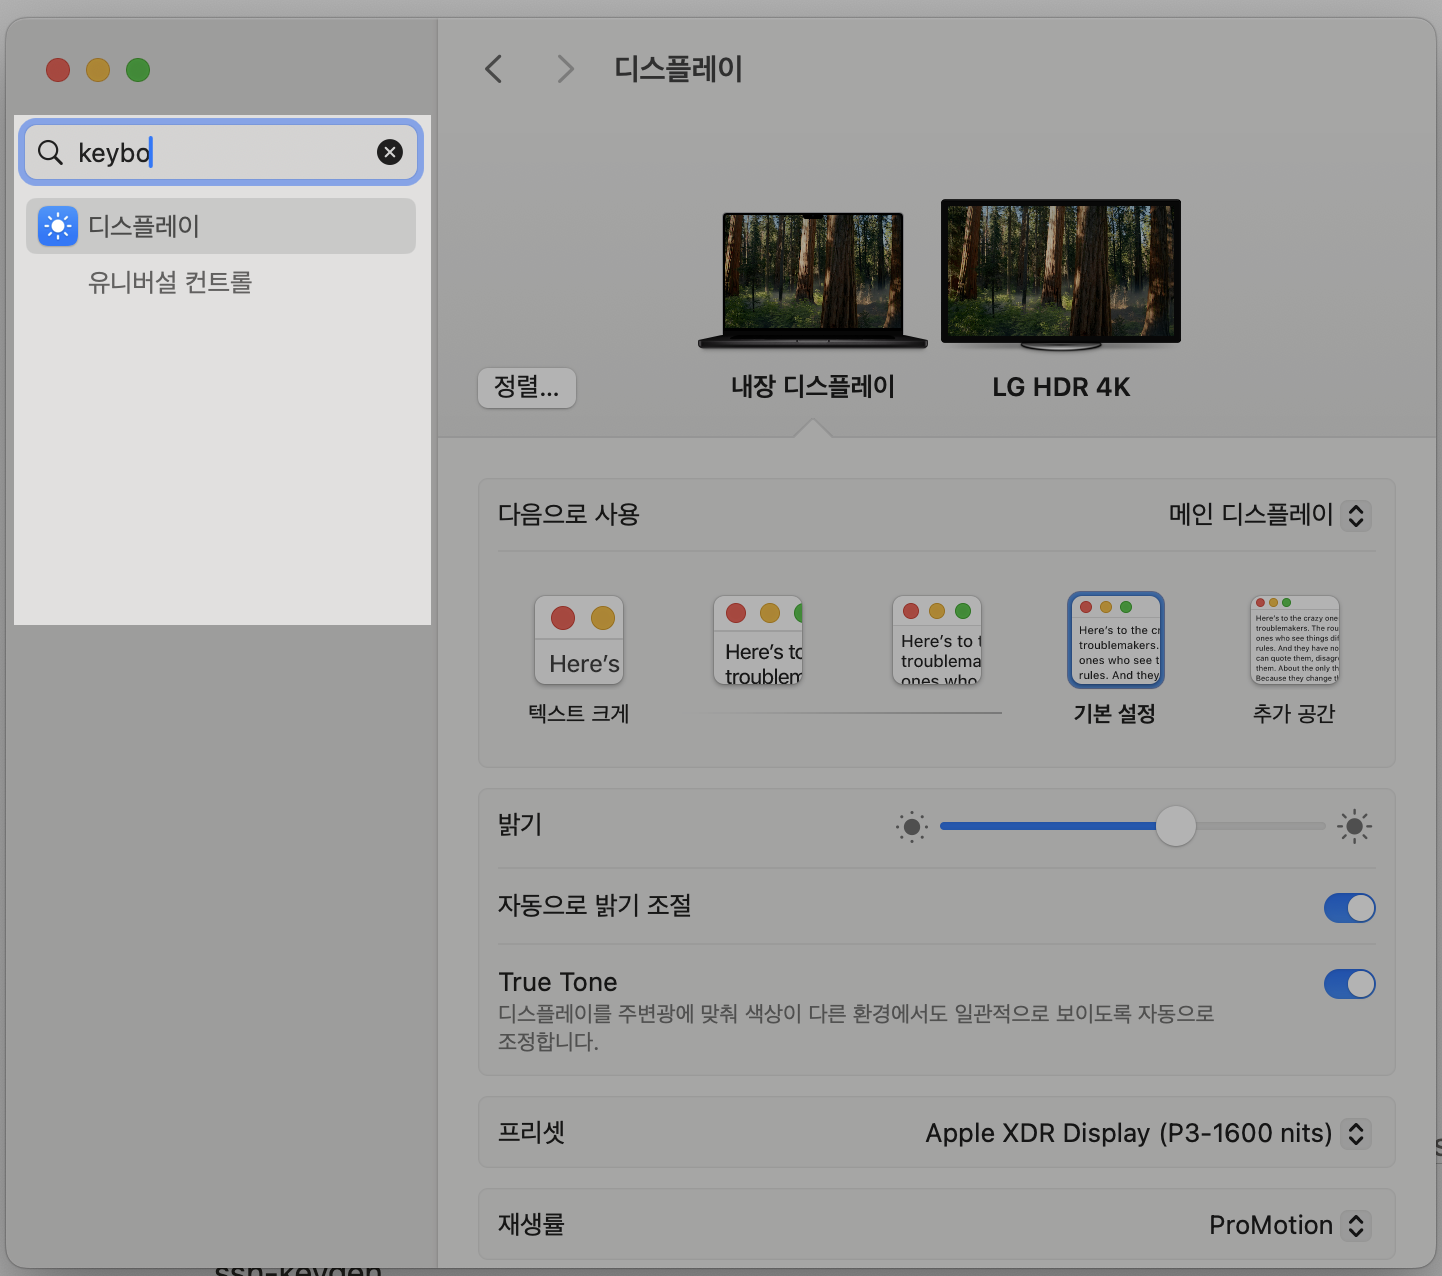 디스플레이
keybo
디스플레이
유니버설 컨트롤
정렬...
내장 디스플레이
LG HDR 4K
다음으로 사용
메인 디스플레이
Here's
Here's to
troublem
Here's to t
troublema
ones who
Here's to the cr
troublemakers.
ones who see t
rules. And they
Here's to the crazy one
troublemakers. The rou
ones who see things dif
rules. And they have no
can quote them, disagr
them. About the only th
Because they change t
텍스트 크게
기본 설정
추가 공간
밝기
자동으로 밝기 조절
True Tone
디스플레이를 주변광에 맞춰 색상이 다른 환경에서도 일관적으로 보이도록 자동으로
조정합니다.
프리셋
Apple XDR Display (P3-1600 nits)
재생률
ProMotion
ssh-keygen